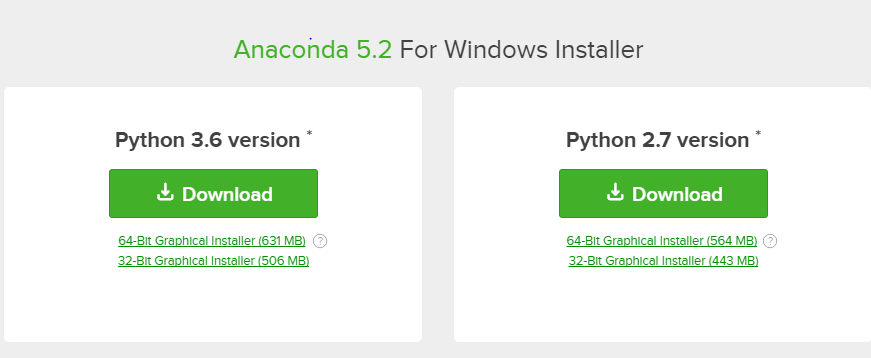 Anaconda 5.2 For Windows Installer
Python 3.6 version *
Download
64-Bit Graphical Installer (631 MB) ?
32-Bit Graphical Installer (506 MB)
Python 2.7 version *
Download
64-Bit Graphical Installer (564 MB) ?
32-Bit Graphical Installer (443 MB)